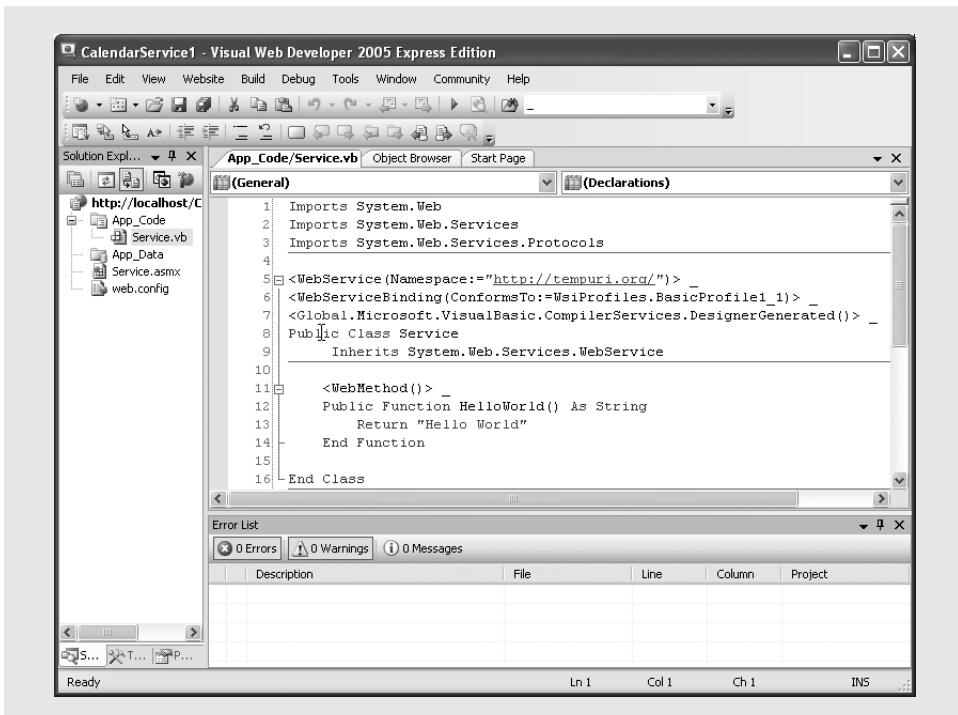 CalendarService1 - Visual Web Developer 2005 Express Edition
File Edit View Website Build Debug Tools Window Community Help
Solution Expl...
App_Code/Service.vb Object Browser Start Page
(General) (Declarations)
http://localhost/C
App_Code
Service.vb
App_Data
Service.asmx
web.config
1 Imports System.Web
2 Imports System.Web.Services
3 Imports System.Web.Services.Protocols
4
5 <WebService(Namespace:="http://tempuri.org/")> _
6 <WebServiceBinding(ConformsTo:=WsiProfiles.BasicProfile1_1)> _
7 <Global.Microsoft.VisualBasic.CompilerServices.DesignerGenerated()> _
8 Public Class Service
9 Inherits System.Web.Services.WebService
10
11 <WebMethod()> _
12 Public Function HelloWorld() As String
13 Return "Hello World"
14 End Function
15
16 End Class
Error List
0 Errors 0 Warnings 0 Messages
Description File Line Column Project
S... T... P...
Ready Ln 1 Col 1 Ch 1 INS